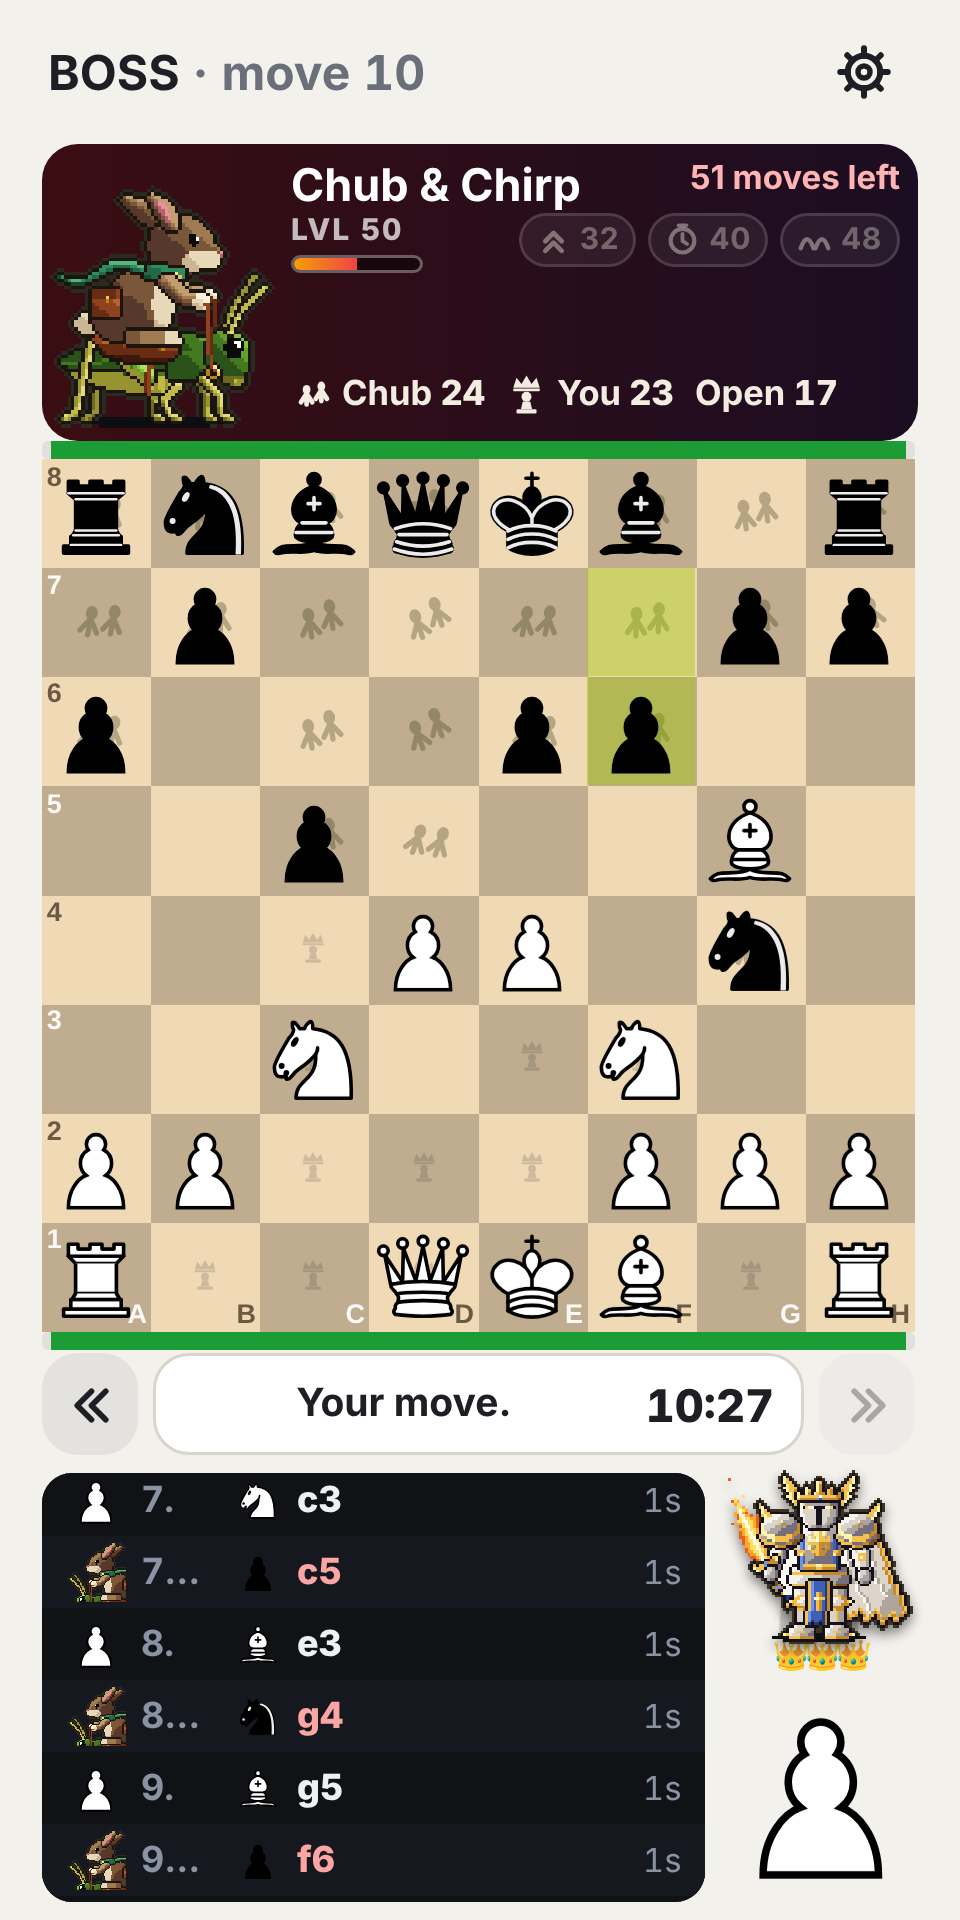 BOSS · move 10
Chub & Chirp
51 moves left
LVL 50
32 40 48
Chub 24 You 23 Open 17
8
7
6
5
4
3
2
1
A B C D E F G H
Your move. 10:27
7. c3 1s
7... c5 1s
8. e3 1s
8... g4 1s
9. g5 1s
9... f6 1s